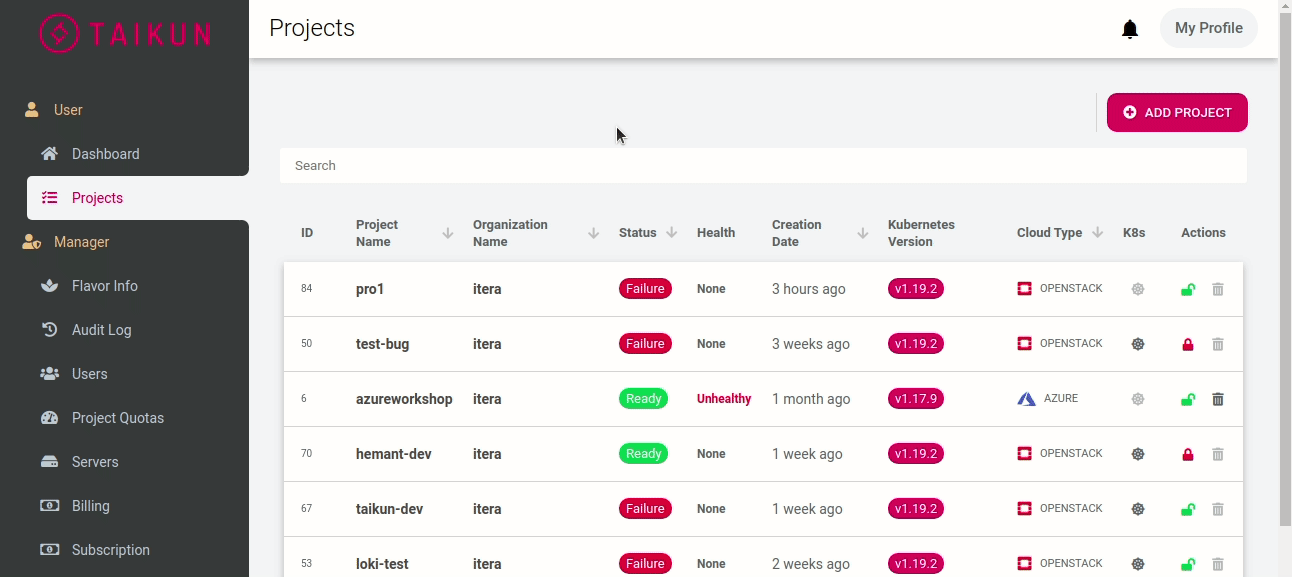 TAIKUN
Projects
My Profile
User
Dashboard
Projects
Manager
Flavor Info
Audit Log
Users
Project Quotas
Servers
Billing
Subscription
ADD PROJECT
Search
ID Project Name Organization Name Status Health Creation Date Kubernetes Version Cloud Type K8s Actions
84 pro1 itera Failure None 3 hours ago v1.19.2 OPENSTACK
50 test-bug itera Failure None 3 weeks ago v1.19.2 OPENSTACK
6 azureworkshop itera Ready Unhealthy 1 month ago v1.17.9 AZURE
70 hemant-dev itera Ready None 1 week ago v1.19.2 OPENSTACK
67 taikun-dev itera Failure None 1 week ago v1.19.2 OPENSTACK
53 loki-test itera Failure None 2 weeks ago v1.19.2 OPENSTACK